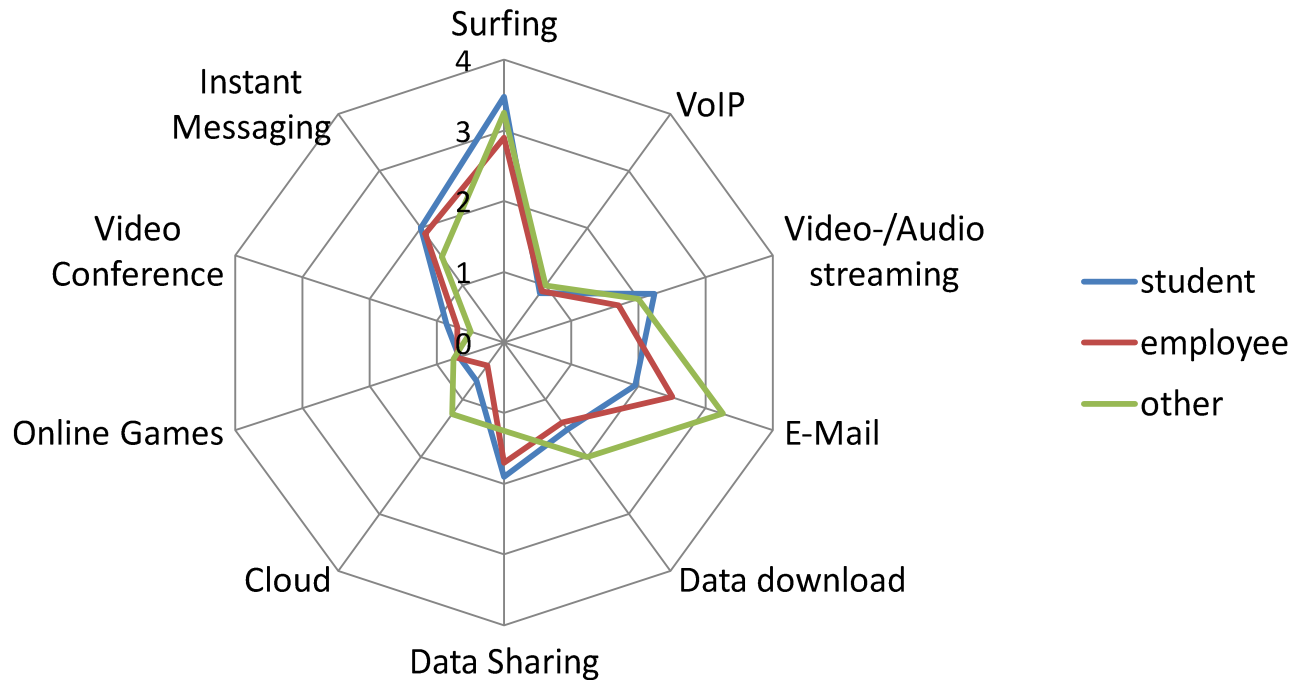 Surfing
4
3
2
1
0
VoIP
Video-/Audio
streaming
E-Mail
Data download
Data Sharing
Cloud
Online Games
Video
Conference
Instant
Messaging
student
employee
other